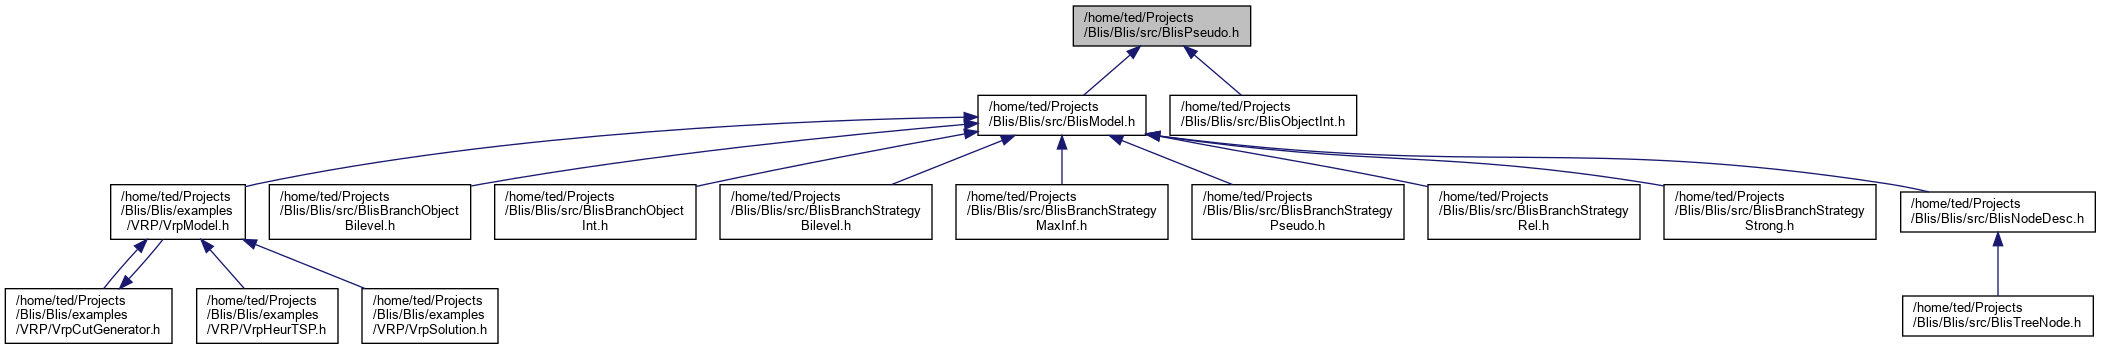 /home/ted/Projects
/Blis/Blis/src/BlisPseudo.h
/home/ted/Projects
/Blis/Blis/src/BlisModel.h
/home/ted/Projects
/Blis/Blis/src/BlisObjectInt.h
/home/ted/Projects
/Blis/Blis/examples
/VRP/VrpModel.h
/home/ted/Projects
/Blis/Blis/src/BlisBranchObject
Bilevel.h
/home/ted/Projects
/Blis/Blis/src/BlisBranchObject
Int.h
/home/ted/Projects
/Blis/Blis/src/BlisBranchStrategy
Bilevel.h
/home/ted/Projects
/Blis/Blis/src/BlisBranchStrategy
MaxInf.h
/home/ted/Projects
/Blis/Blis/src/BlisBranchStrategy
Pseudo.h
/home/ted/Projects
/Blis/Blis/src/BlisBranchStrategy
Rel.h
/home/ted/Projects
/Blis/Blis/src/BlisBranchStrategy
Strong.h
/home/ted/Projects
/Blis/Blis/src/BlisNodeDesc.h
/home/ted/Projects
/Blis/Blis/examples
/VRP/VrpCutGenerator.h
/home/ted/Projects
/Blis/Blis/examples
/VRP/VrpHeurTSP.h
/home/ted/Projects
/Blis/Blis/examples
/VRP/VrpSolution.h
/home/ted/Projects
/Blis/Blis/src/BlisTreeNode.h